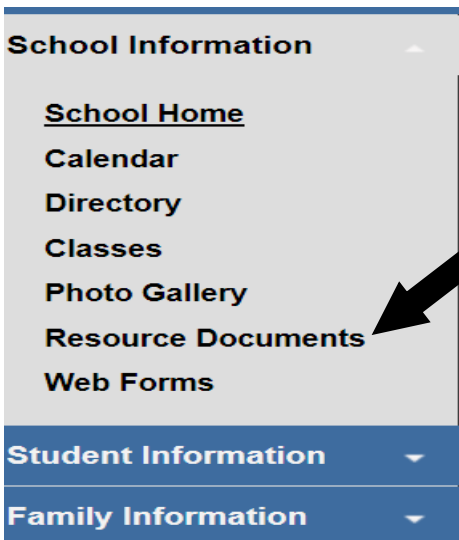 School Information
School Home
Calendar
Directory
Classes
Photo Gallery
Resource Documents
Web Forms
Student Information
Family Information